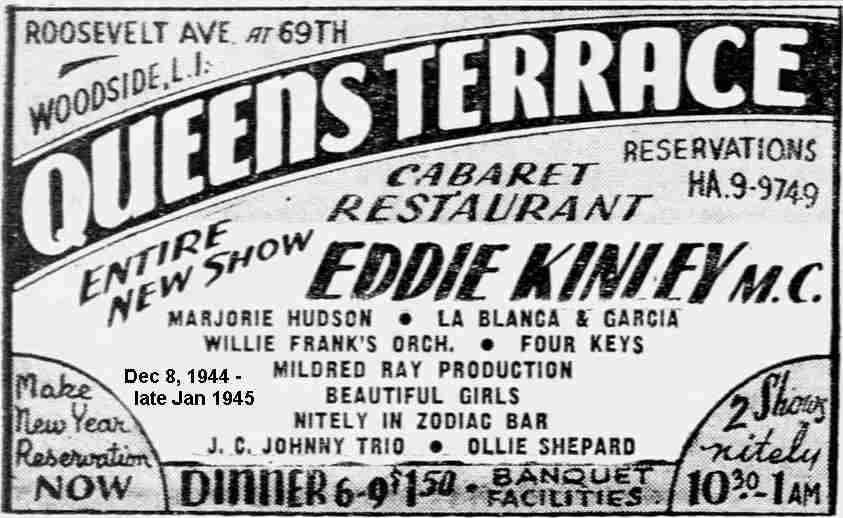 ROOSEVELT AVE. AT 69TH
WOODSIDE, L.I.
QUEENS TERRACE
RESERVATIONS
HA. 9-9749
CABARET
RESTAURANT
ENTIRE
NEW SHOW
EDDIE KINLEY M.C.
MARJORIE HUDSON • LA BLANCA & GARCIA
WILLIE FRANK'S ORCH. • FOUR KEYS
MILDRED RAY PRODUCTION
BEAUTIFUL GIRLS
NITELY IN ZODIAC BAR
J. C. JOHNNY TRIO • OLLIE SHEPARD
Dec 8, 1944 -
late Jan 1945
Make
New Year
Reservation
NOW
DINNER 6-9 $1.50 • BANQUET
FACILITIES
2 Shows
nitely
10 30 - 1 AM